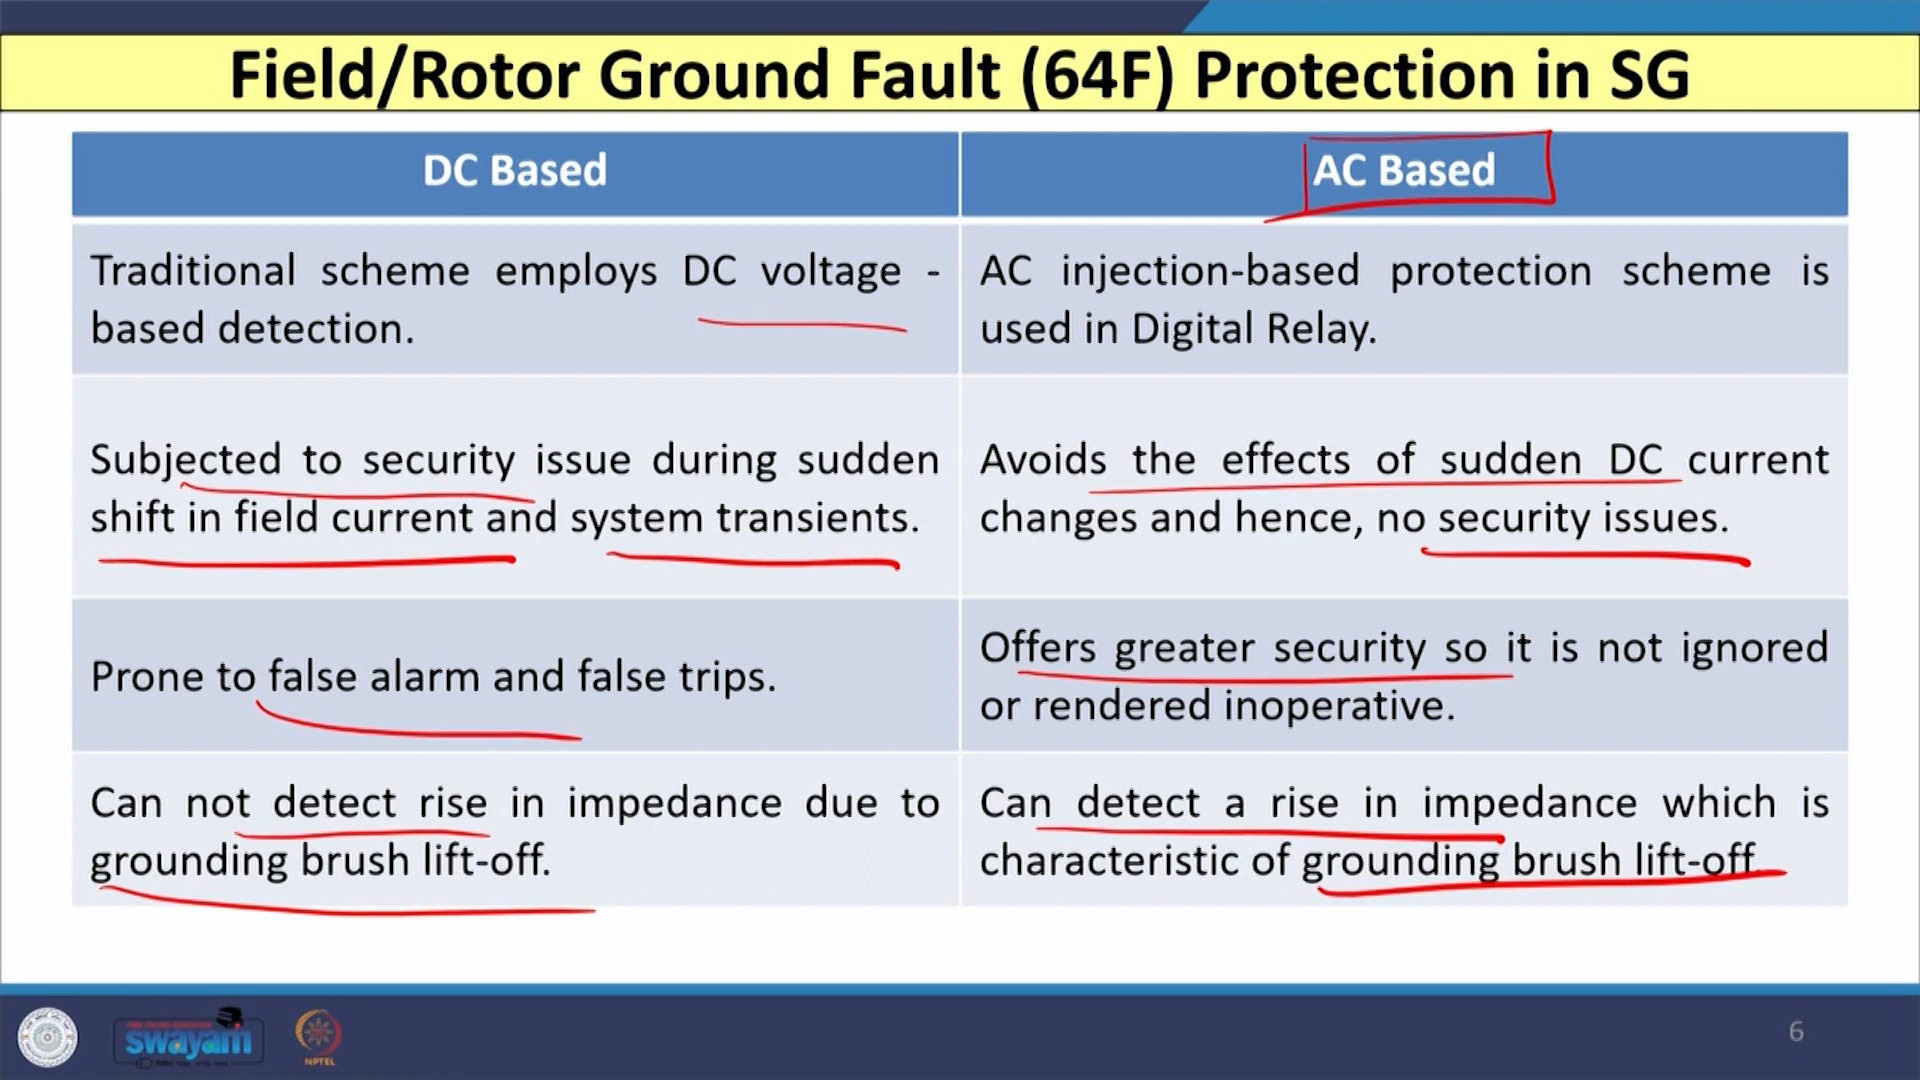 Field/Rotor Ground Fault (64F) Protection in SG
DC Based
AC Based
Traditional scheme employs DC voltage -
based detection.
AC injection-based protection scheme is
used in Digital Relay.
Subjected to security issue during sudden
shift in field current and system transients.
Avoids the effects of sudden DC current
changes and hence, no security issues.
Prone to false alarm and false trips.
Offers greater security so it is not ignored
or rendered inoperative.
Can not detect rise in impedance due to
grounding brush lift-off.
Can detect a rise in impedance which is
characteristic of grounding brush lift-off.
swayam
NPTEL
6